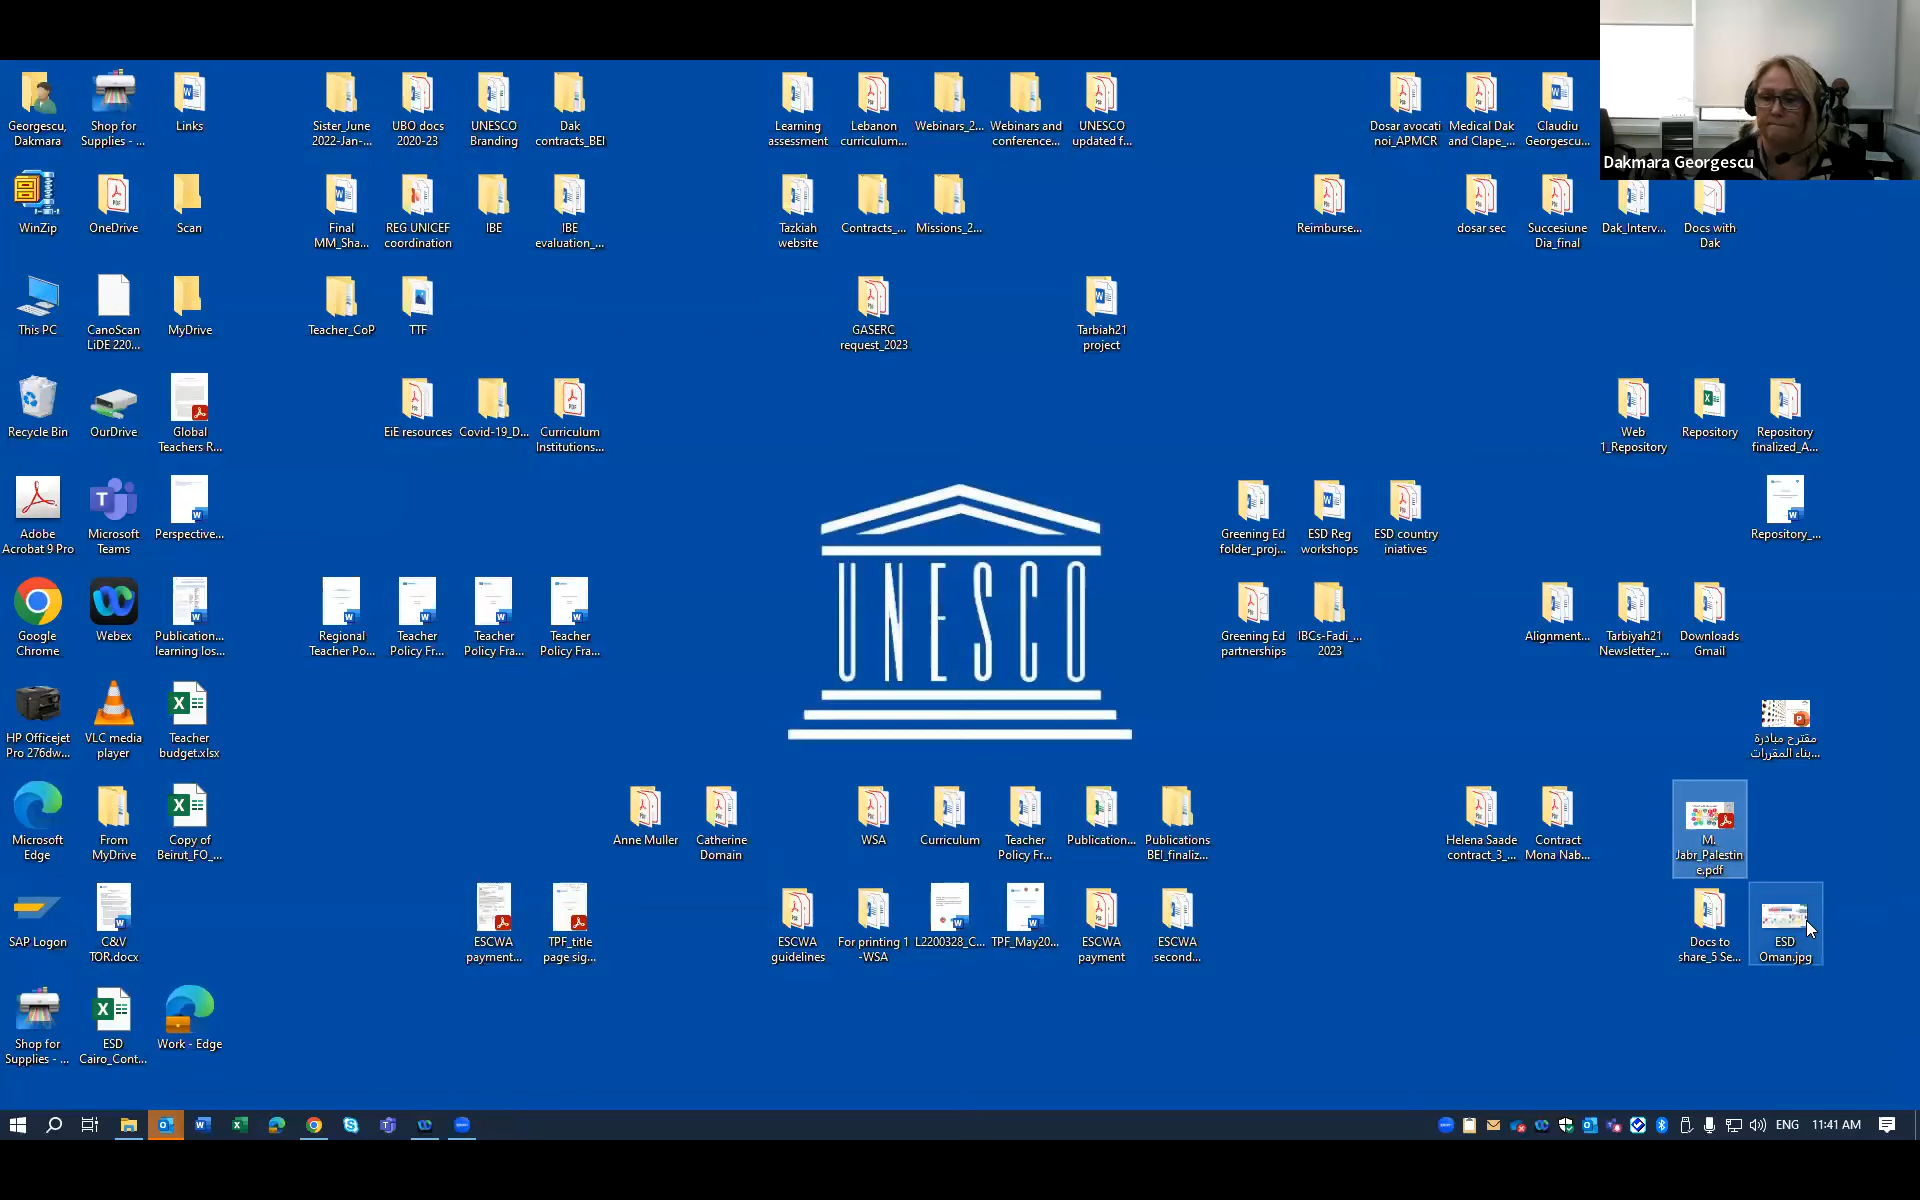 Dakmara Georgescu
Georgescu,
Dakmara
Shop for
Supplies - ...
Links
Sister_June
2022-Jan-...
UBO docs
2020-23
UNESCO
Branding
Dak
contracts_BEI
Learning
assessment
Lebanon
curriculum...
Webinars_2...
Webinars and
conference...
UNESCO
updated f...
Dosar avocati
noi_APMCR
Medical Dak
and Clape_...
Claudiu
Georgescu...
WinZip
OneDrive
Scan
Final
MM_Sha...
REG UNICEF
coordination
IBE
IBE
evaluation_...
Tazkiah
website
Contracts_...
Missions_2...
Reimburse...
dosar sec
Succesiune
Dia_final
Dak_Interv...
Docs with
Dak
This PC
CanoScan
LiDE 220...
MyDrive
Teacher_CoP
TTF
GASERC
request_2023
Tarbiah21
project
Recycle Bin
OurDrive
Global
Teachers R...
EiE resources
Covid-19_D...
Curriculum
Institutions...
Web
1_Repository
Repository
Repository
finalized_A...
Adobe
Acrobat 9 Pro
Microsoft
Teams
Perspective...
Greening Ed
folder_proj...
ESD Reg
workshops
ESD country
iniatives
Repository_...
UNESCO
Google
Chrome
Webex
Publication...
learning los...
Regional
Teacher Po...
Teacher
Policy Fr...
Teacher
Policy Fra...
Teacher
Policy Fra...
Greening Ed
partnerships
IBCs-Fadi_...
2023
Alignment...
Tarbiyah21
Newsletter_...
Downloads
Gmail
HP Officejet
Pro 276dw...
VLC media
player
Teacher
budget.xlsx
مقترح مبادرة
بناء المقررات...
Microsoft
Edge
From
MyDrive
Copy of
Beirut_FO_...
Anne Muller
Catherine
Domain
WSA
Curriculum
Teacher
Policy Fr...
Publication...
Publications
BEI_finaliz...
Helena Saade
contract_3_...
Contract
Mona Nab...
M.
Jabr_Palestin
e.pdf
SAP Logon
C&V
TOR.docx
ESCWA
payment...
TPF_title
page sig...
ESCWA
guidelines
For printing 1
-WSA
L2200328_C...
TPF_May20...
ESCWA
payment
ESCWA
second...
Docs to
share_5 Se...
ESD
Oman.jpg
Shop for
Supplies - ...
ESD
Cairo_Cont...
Work - Edge
ENG
11:41 AM